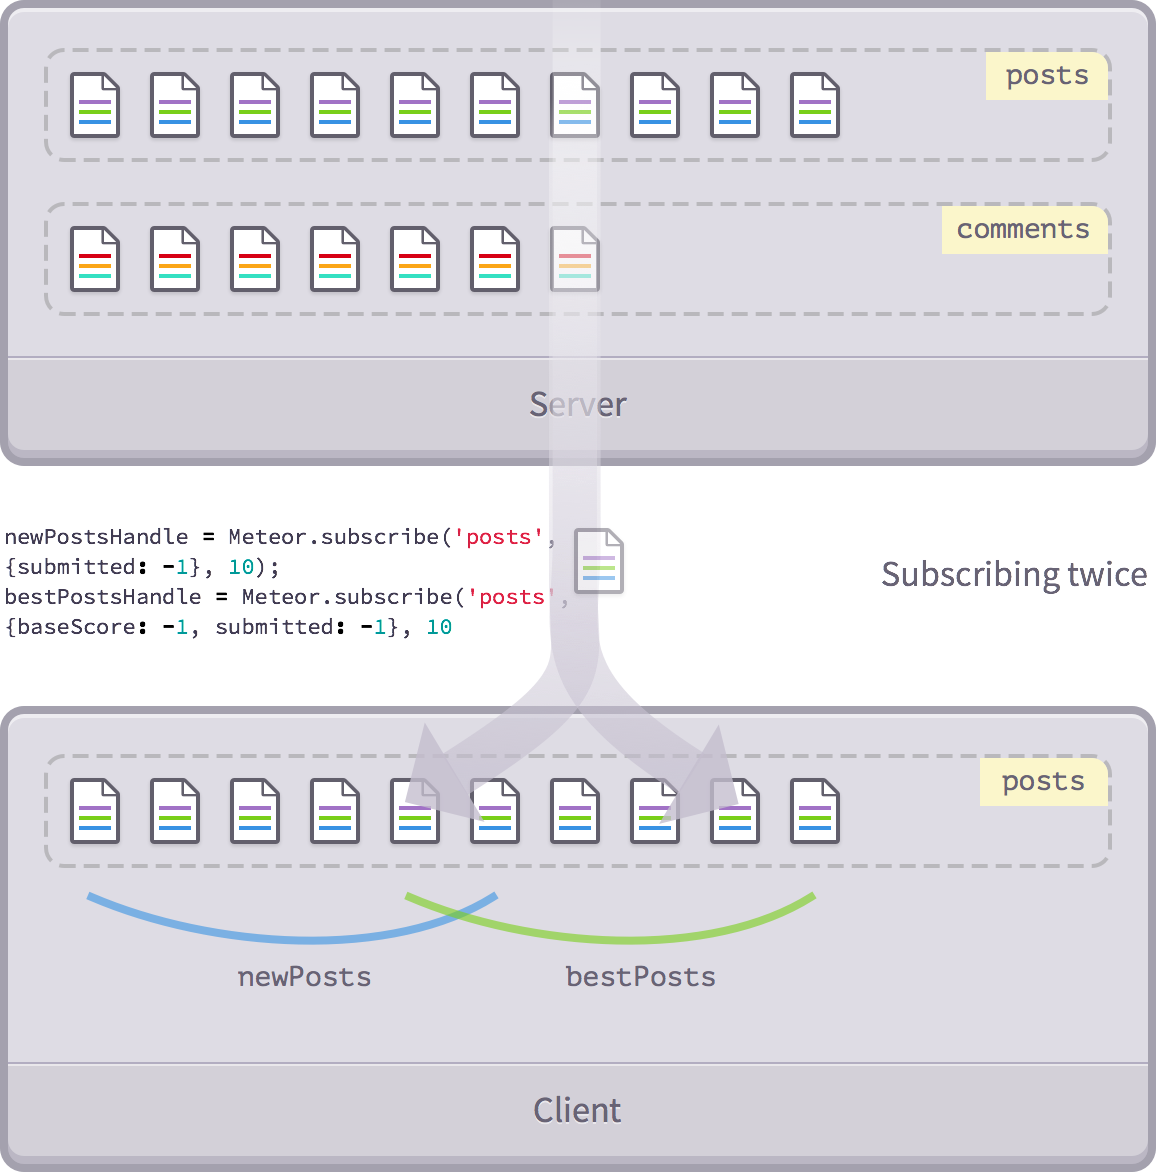 posts
comments
Server
newPostsHandle = Meteor.subscribe('posts',
{submitted: -1}, 10);
bestPostsHandle = Meteor.subscribe('posts',
{baseScore: -1, submitted: -1}, 10
Subscribing twice
posts
newPosts
bestPosts
Client